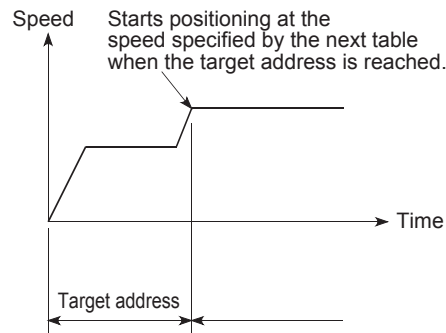 Speed
Starts positioning at the
speed specified by the next table
when the target address is reached.
Time
Target address